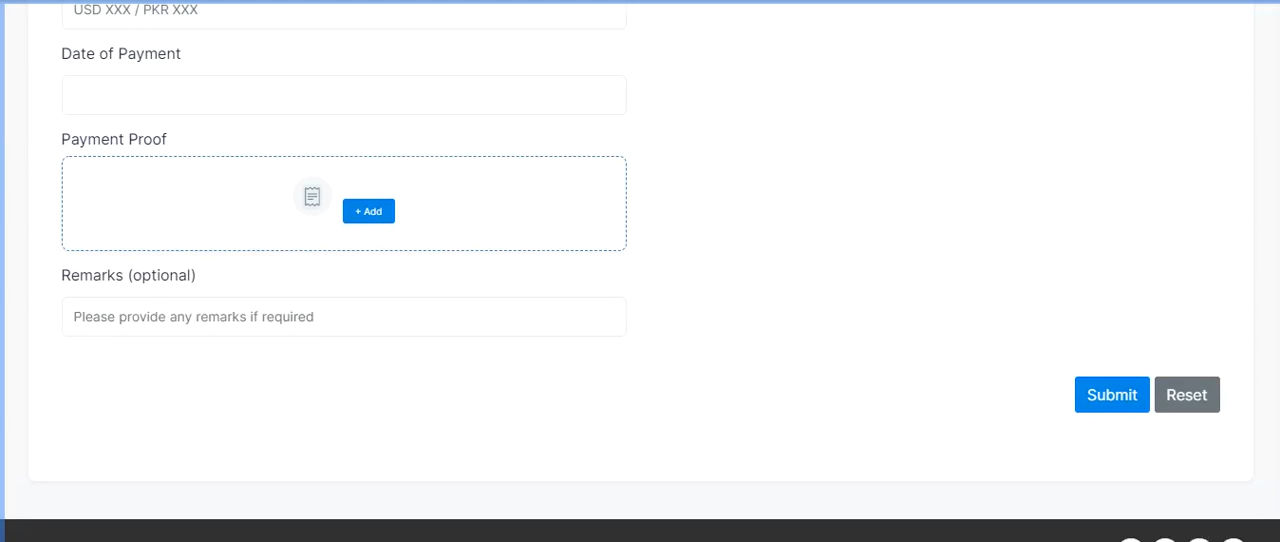 USD XXX / PKR XXX
Date of Payment
Payment Proof
+ Add
Remarks (optional)
Please provide any remarks if required
Submit Reset